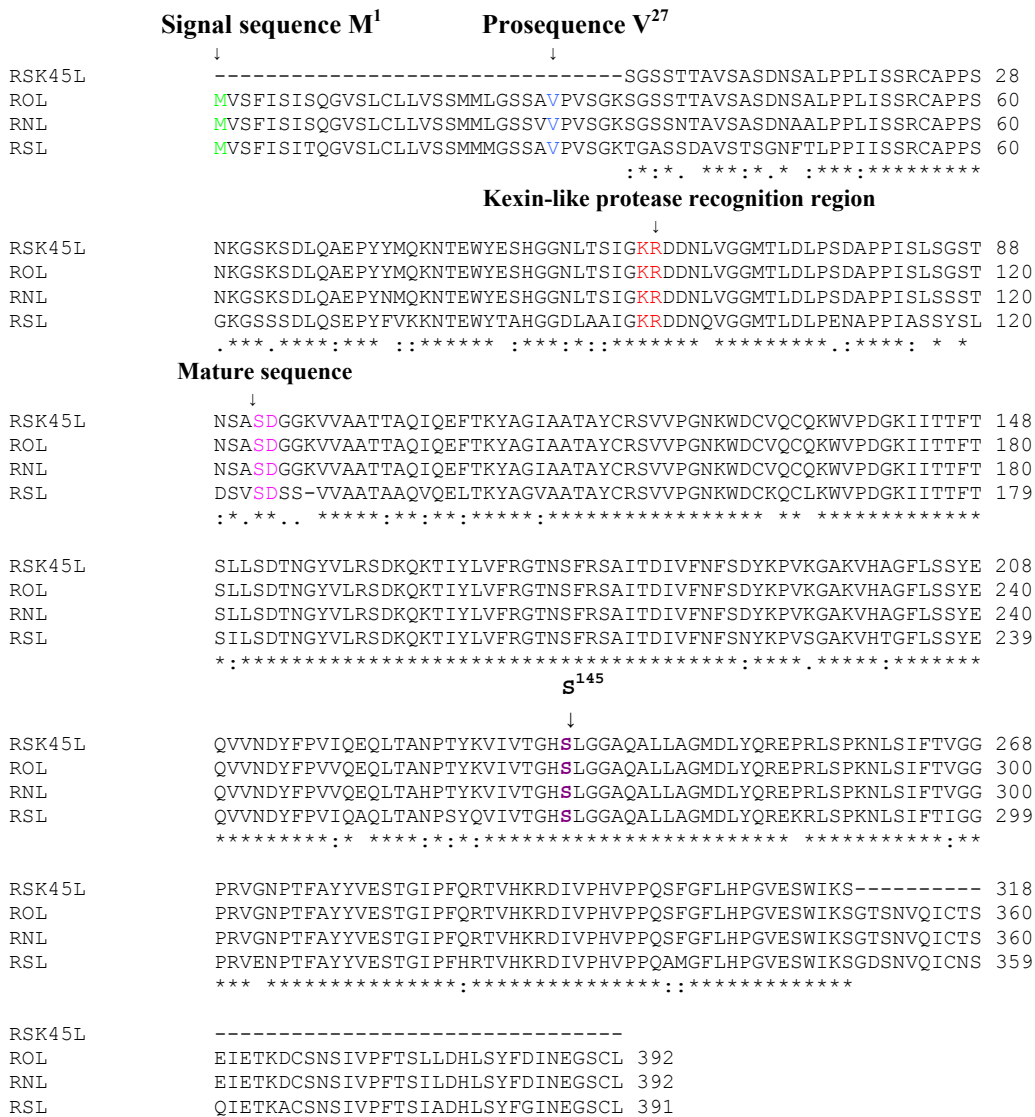 Signal sequence M1 Prosequence V27
↓ ↓
RSK45L --------------------------------SGSSTTAVSASDNSALPPLISSRCAPPS 28
ROL MVSFISISQGVSLCLLVSSMMLGSSAVPVSGKSGSSTTAVSASDNSALPPLISSRCAPPS 60
RNL MVSFISISQGVSLCLLVSSMMLGSSVVPVSGKSGSSNTAVSASDNAALPPLISSRCAPPS 60
RSL MVSFISITQGVSLCLLVSSMMMGSSAVPVSGKTGASSDAVSTSGNFTLPPIISSRCAPPS 60
:*:*. ***:*.* :***:*********
Kexin-like protease recognition region
↓
RSK45L NKGSKSDLQAEPYYMQKNTEWYESHGGNLTSIGKRDDNLVGGMTLDLPSDAPPISLSGST 88
ROL NKGSKSDLQAEPYYMQKNTEWYESHGGNLTSIGKRDDNLVGGMTLDLPSDAPPISLSGST 120
RNL NKGSKSDLQAEPYNMQKNTEWYESHGGNLTSIGKRDDNLVGGMTLDLPSDAPPISLSSST 120
RSL GKGSSSDLQSEPYFVKKNTEWYTAHGGDLAAIGKRDDNQVGGMTLDLPENAPPIASSYSL 120
.***.****:*** ::****** :***:*::******* *********.:****: * *
Mature sequence
↓
RSK45L NSASDGGKVVAATTAQIQEFTKYAGIAATAYCRSVVPGNKWDCVQCQKWVPDGKIITTFT 148
ROL NSASDGGKVVAATTAQIQEFTKYAGIAATAYCRSVVPGNKWDCVQCQKWVPDGKIITTFT 180
RNL NSASDGGKVVAATTAQIQEFTKYAGIAATAYCRSVVPGNKWDCVQCQKWVPDGKIITTFT 180
RSL DSVSDSS-VVAATAAQVQELTKYAGVAATAYCRSVVPGNKWDCKQCLKWVPDGKIITTFT 179
:*.**.. *****:**:**:*****:***************** ** *************
RSK45L SLLSDTNGYVLRSDKQKTIYLVFRGTNSFRSAITDIVFNFSDYKPVKGAKVHAGFLSSYE 208
ROL SLLSDTNGYVLRSDKQKTIYLVFRGTNSFRSAITDIVFNFSDYKPVKGAKVHAGFLSSYE 240
RNL SLLSDTNGYVLRSDKQKTIYLVFRGTNSFRSAITDIVFNFSDYKPVKGAKVHAGFLSSYE 240
RSL SILSDTNGYVLRSDKQKTIYLVFRGTNSFRSAITDIVFNFSNYKPVSGAKVHTGFLSSYE 239
*:***************************************:****.*****:*******
S145
↓
RSK45L QVVNDYFPVIQEQLTANPTYKVIVTGHSLGGAQALLAGMDLYQREPRLSPKNLSIFTVGG 268
ROL QVVNDYFPVVQEQLTANPTYKVIVTGHSLGGAQALLAGMDLYQREPRLSPKNLSIFTVGG 300
RNL QVVNDYFPVVQEQLTAHPTYKVIVTGHSLGGAQALLAGMDLYQREPRLSPKNLSIFTVGG 300
RSL QVVNDYFPVIQAQLTANPSYQVIVTGHSLGGAQALLAGMDLYQREKRLSPKNLSIFTIGG 299
*********:* ****:*:*:************************ ***********:**
RSK45L PRVGNPTFAYYVESTGIPFQRTVHKRDIVPHVPPQSFGFLHPGVESWIKS---------- 318
ROL PRVGNPTFAYYVESTGIPFQRTVHKRDIVPHVPPQSFGFLHPGVESWIKSGTSNVQICTS 360
RNL PRVGNPTFAYYVESTGIPFQRTVHKRDIVPHVPPQSFGFLHPGVESWIKSGTSNVQICTS 360
RSL PRVENPTFAYYVESTGIPFHRTVHKRDIVPHVPPQAMGFLHPGVESWIKSGDSNVQICNS 359
*** ***************:***************::*************
RSK45L --------------------------------
ROL EIETKDCSNSIVPFTSLLDHLSYFDINEGSCL 392
RNL EIETKDCSNSIVPFTSILDHLSYFDINEGSCL 392
RSL QIETKACSNSIVPFTSIADHLSYFGINEGSCL 391